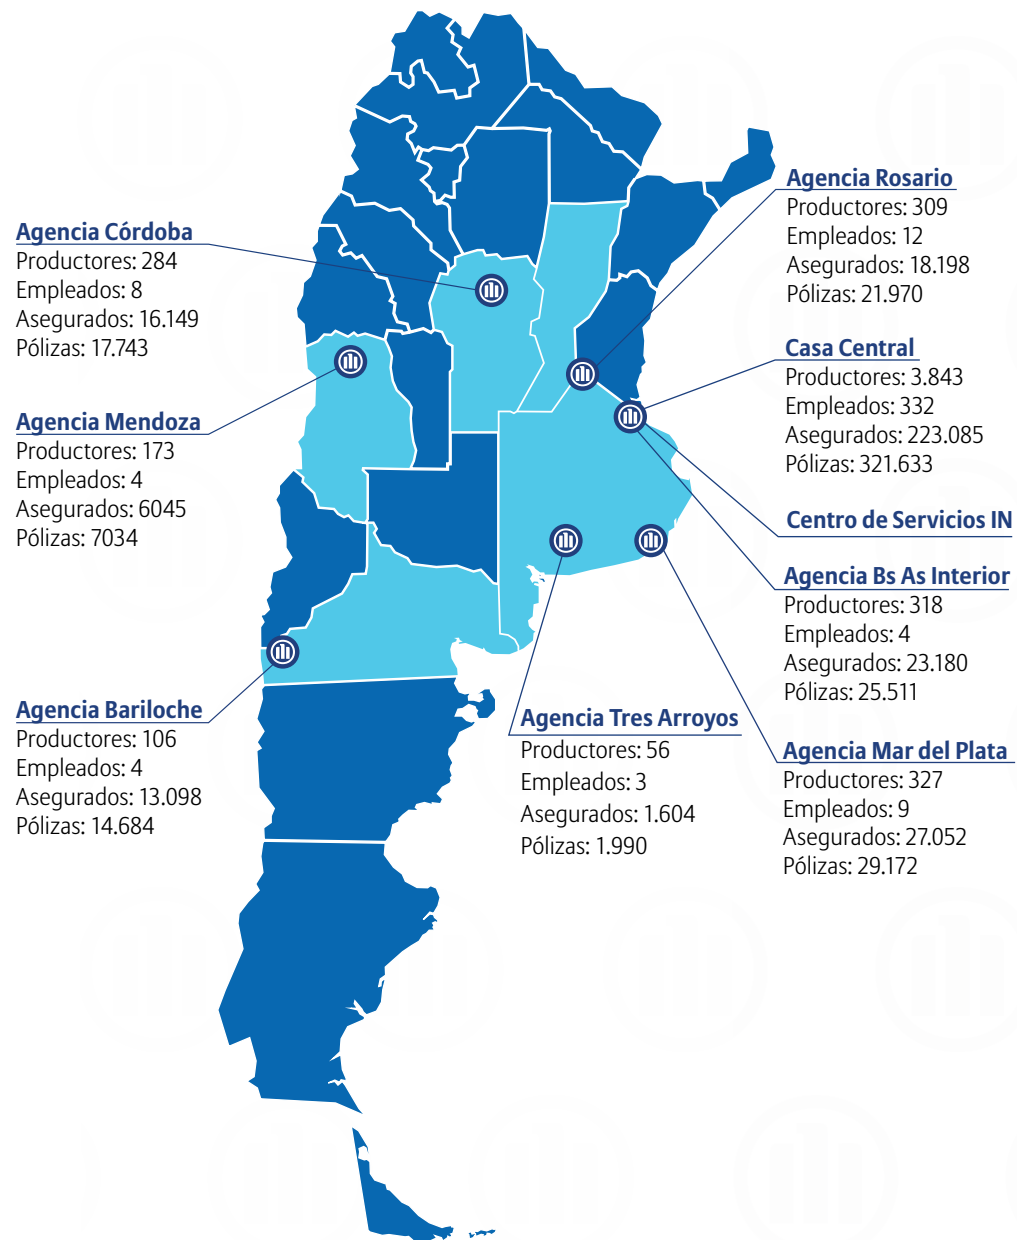 Agencia Córdoba
Productores: 284
Empleados: 8
Asegurados: 16.149
Pólizas: 17.743
Agencia Mendoza
Productores: 173
Empleados: 4
Asegurados: 6045
Pólizas: 7034
Agencia Bariloche
Productores: 106
Empleados: 4
Asegurados: 13.098
Pólizas: 14.684
Agencia Tres Arroyos
Productores: 56
Empleados: 3
Asegurados: 1.604
Pólizas: 1.990
Agencia Rosario
Productores: 309
Empleados: 12
Asegurados: 18.198
Pólizas: 21.970
Casa Central
Productores: 3.843
Empleados: 332
Asegurados: 223.085
Pólizas: 321.633
Centro de Servicios IN
Agencia Bs As Interior
Productores: 318
Empleados: 4
Asegurados: 23.180
Pólizas: 25.511
Agencia Mar del Plata
Productores: 327
Empleados: 9
Asegurados: 27.052
Pólizas: 29.172